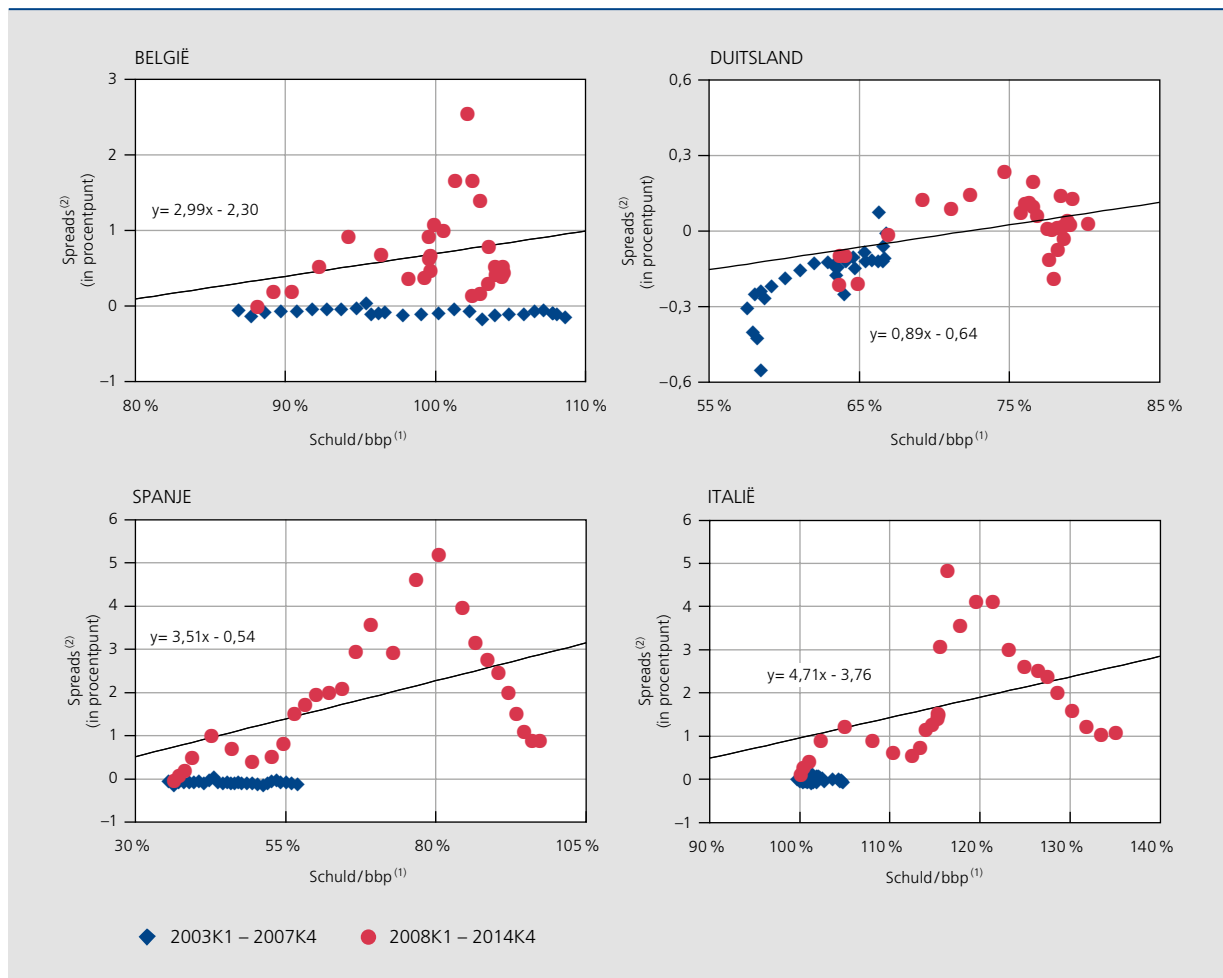 BELGIË
3
2
1
0
–1
Spreads (2)
(in procentpunt)
y= 2,99x - 2,30
80 %
90 %
100 %
110 %
Schuld/bbp (1)
DUITSLAND
0,6
0,3
0
–0,3
–0,6
Spreads (2)
(in procentpunt)
y= 0,89x - 0,64
55 %
65 %
75 %
85 %
Schuld/bbp (1)
SPANJE
6
5
4
3
2
1
0
–1
Spreads (2)
(in procentpunt)
y= 3,51x - 0,54
30 %
55 %
80 %
105 %
Schuld/bbp (1)
ITALIË
6
5
4
3
2
1
0
–1
Spreads (2)
(in procentpunt)
y= 4,71x - 3,76
90 %
100 %
110 %
120 %
130 %
140 %
Schuld/bbp (1)
2003K1 – 2007K4
2008K1 – 2014K4